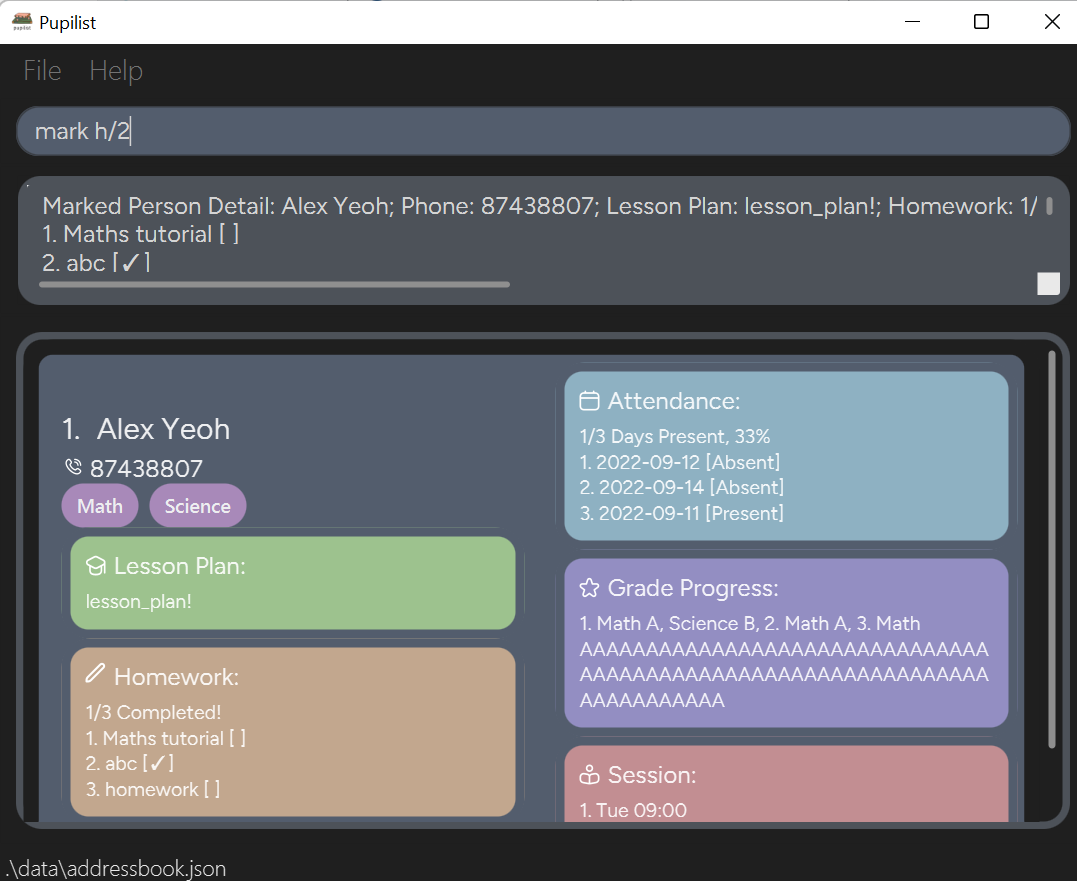 Pupilist
File Help
mark h/2
Marked Person Detail: Alex Yeoh; Phone: 87438807; Lesson Plan: lesson_plan!; Homework: 1/
1. Maths tutorial [ ]
2. abc [✓]
1. Alex Yeoh
87438807
Math Science
Lesson Plan:
lesson_plan!
Homework:
1/3 Completed!
1. Maths tutorial [ ]
2. abc [✓]
3. homework [ ]
Attendance:
1/3 Days Present, 33%
1. 2022-09-12 [Absent]
2. 2022-09-14 [Absent]
3. 2022-09-11 [Present]
Grade Progress:
1. Math A, Science B, 2. Math A, 3. Math
AAAAAAAAAAAAAAAAAAAAAAAAAAAAAAA
AAAAAAAAAAAAAAAAAAAAAAAAAAAAAAA
AAAAAAAAAAA
Session:
1. Tue 09:00
.\data\addressbook.json